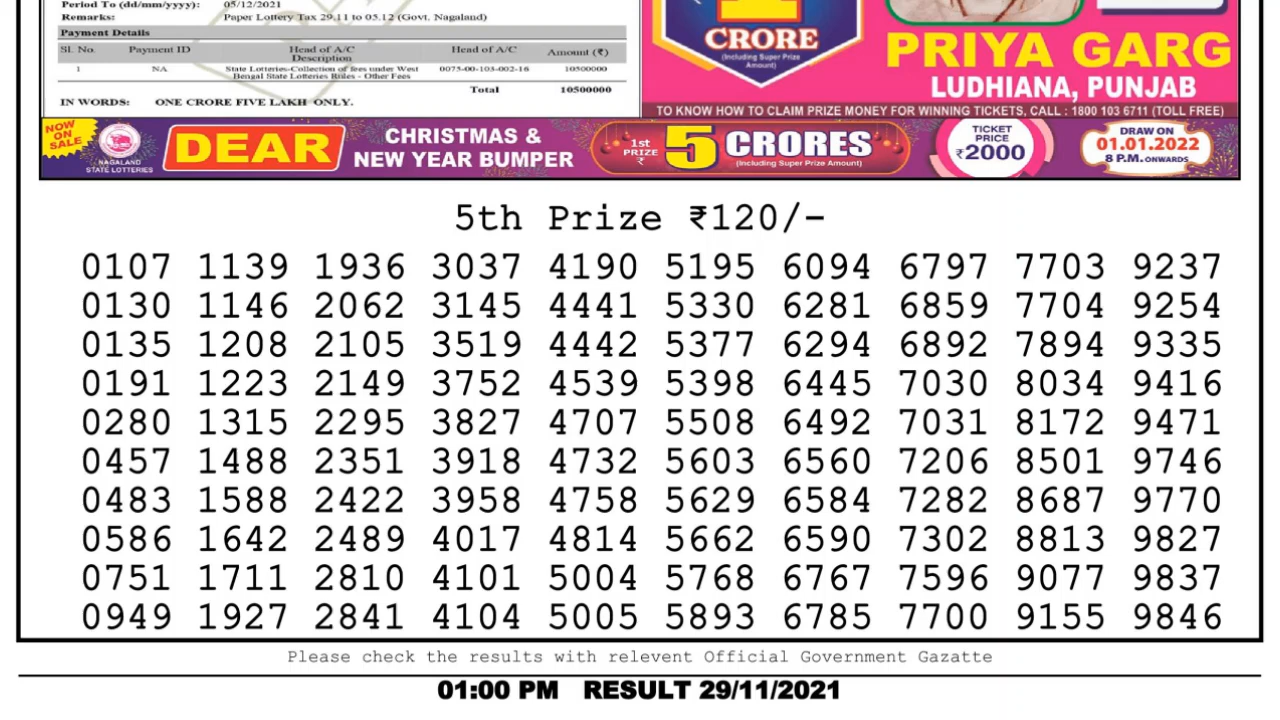 Period To (dd/mm/yyyy): 05/12/2021
Remarks: Paper Lottery Tax 29.11 to 05.12 (Govt. Nagaland)
Payment Details
Sl. No. Payment ID Head of A/C Description Head of A/C Amount (₹)
1 NA State Lotteries-Collection of fees under West Bengal State Lotteries Rules - Other Fees 0075-00-103-002-16 10500000
Total 10500000
IN WORDS: ONE CRORE FIVE LAKH ONLY.
1
CRORE
(Including Super Prize Amount)
PRIYA GARG
LUDHIANA, PUNJAB
TO KNOW HOW TO CLAIM PRIZE MONEY FOR WINNING TICKETS, CALL : 1800 103 6711 (TOLL FREE)
NOW ON SALE
NAGALAND STATE LOTTERIES
DEAR
CHRISTMAS &
NEW YEAR BUMPER
1st PRIZE ₹ 5 CRORES
(Including Super Prize Amount)
TICKET PRICE ₹2000
DRAW ON
01.01.2022
8 P.M. ONWARDS
5th Prize ₹120/-
0107 1139 1936 3037 4190 5195 6094 6797 7703 9237
0130 1146 2062 3145 4441 5330 6281 6859 7704 9254
0135 1208 2105 3519 4442 5377 6294 6892 7894 9335
0191 1223 2149 3752 4539 5398 6445 7030 8034 9416
0280 1315 2295 3827 4707 5508 6492 7031 8172 9471
0457 1488 2351 3918 4732 5603 6560 7206 8501 9746
0483 1588 2422 3958 4758 5629 6584 7282 8687 9770
0586 1642 2489 4017 4814 5662 6590 7302 8813 9827
0751 1711 2810 4101 5004 5768 6767 7596 9077 9837
0949 1927 2841 4104 5005 5893 6785 7700 9155 9846
Please check the results with relevent Official Government Gazatte
01:00 PM RESULT 29/11/2021